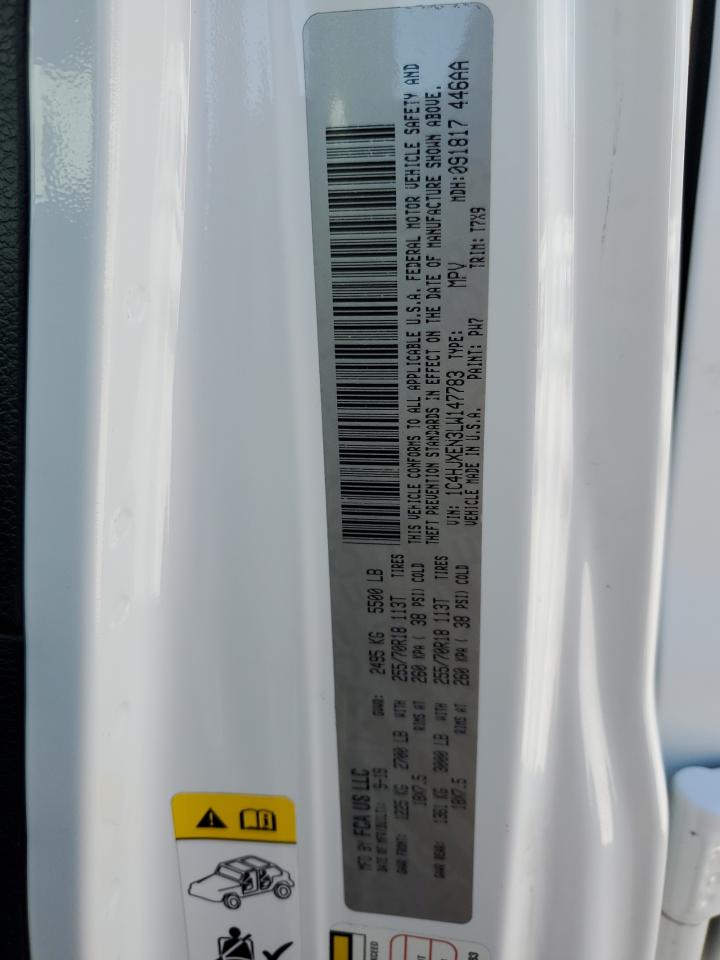 MFD BY FCA US LLC
DATE OF MFR(BUILT): 9-19 GVWR: 2495 KG 5500 LB
GAWR FRONT: 1225 KG 2700 LB WITH 255/70R18 113T TIRES
18X7.5 RIMS AT 260 KPA( 38 PSI) COLD
GAWR REAR: 1361 KG 3000 LB WITH 255/70R18 113T TIRES
18X7.5 RIMS AT 260 KPA( 38 PSI) COLD
THIS VEHICLE CONFORMS TO ALL APPLICABLE U.S.A. FEDERAL MOTOR VEHICLE SAFETY AND
THEFT PREVENTION STANDARDS IN EFFECT ON THE DATE OF MANUFACTURE SHOWN ABOVE.
VIN: 1C4HJXEN3LW147783 TYPE: MPV MDH:091817 446AA
VEHICLE MADE IN U.S.A. PAINT: PW7 TRIM: T7X9